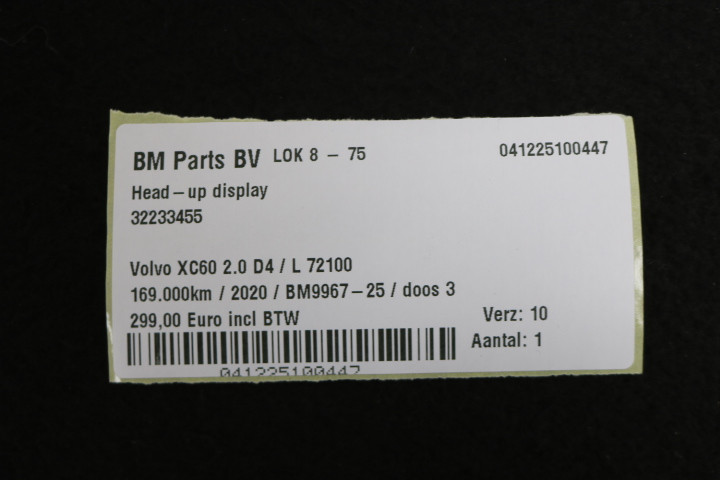 BM Parts BV LOK 8 - 75 041225100447
Head-up display
32233455
Volvo XC60 2.0 D4 / L 72100
169.000km / 2020 / BM9967-25 / doos 3
299,00 Euro incl BTW Verz: 10
Aantal: 1
041225100447